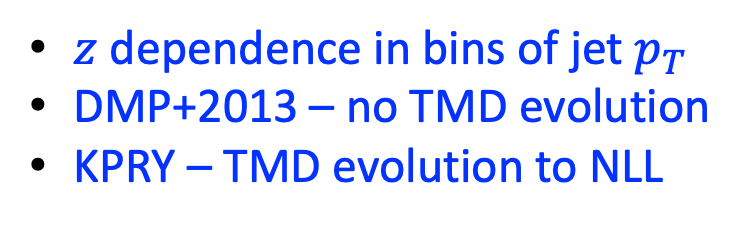 • z dependence in bins of jet p_T
• DMP+2013 – no TMD evolution
• KPRY – TMD evolution to NLL